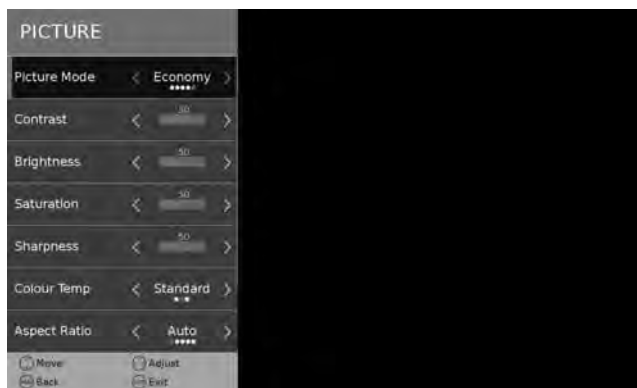 PICTURE
Picture Mode < Economy >
Contrast < 50 >
Brightness < 50 >
Saturation < 50 >
Sharpness < 50 >
Colour Temp < Standard >
Aspect Ratio < Auto >
Move Adjust
Back Exit